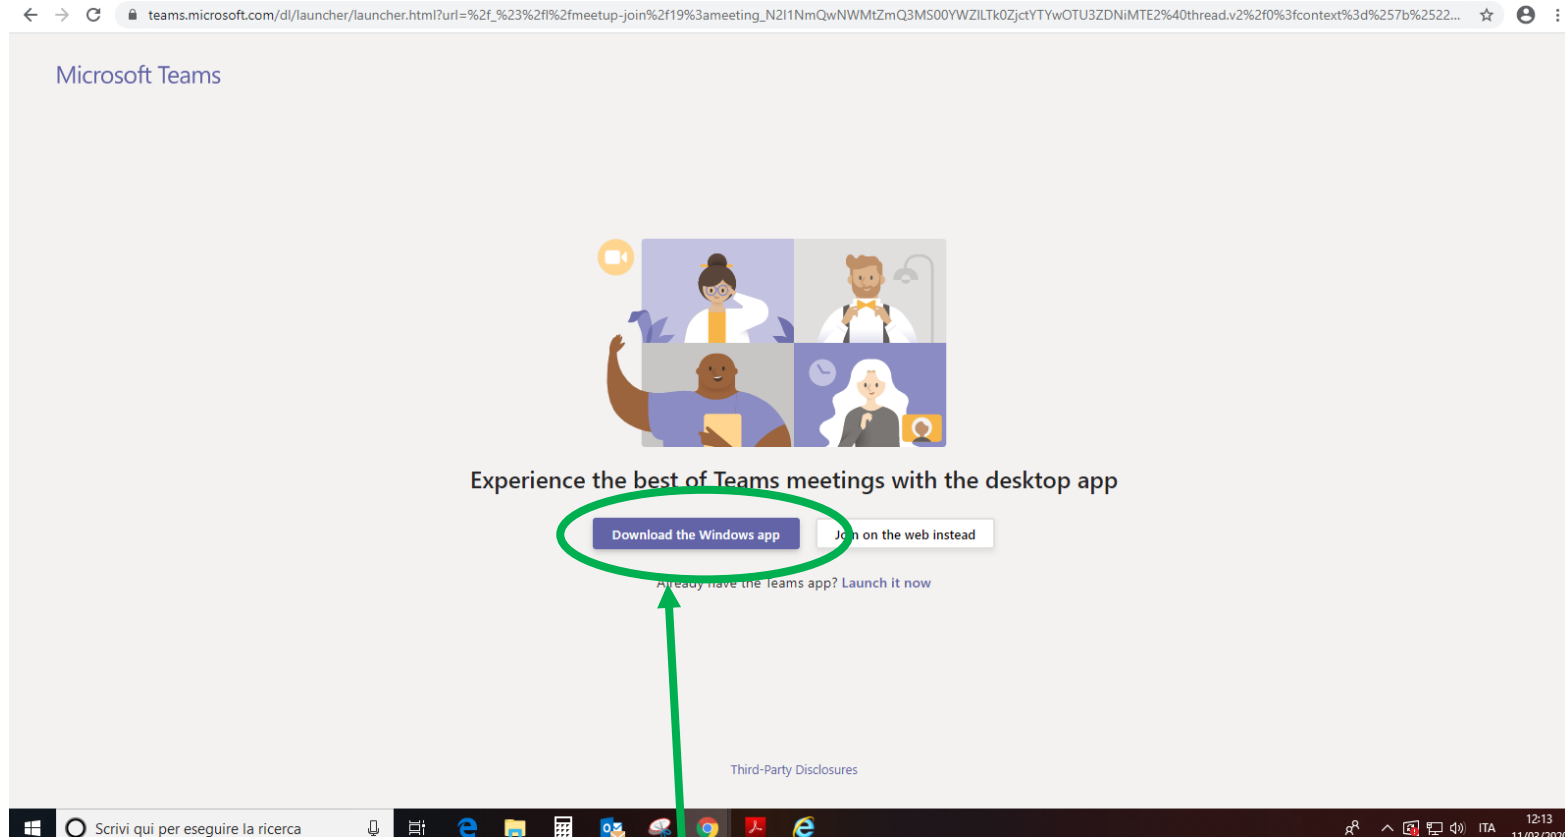 teams.microsoft.com/dl/launcher/launcher.html?url=%2f_%23%2fl%2fmeetup-join%2f19%3ameeting_N2I1NmQwNWMtZmQ3MS00YWZlLTk0ZjctYTYwOTU3ZDNiMTE2%40thread.v2%2f0%3fcontext%3d%257b%2522...
Microsoft Teams
Experience the best of Teams meetings with the desktop app
Download the Windows app
Join on the web instead
Already have the Teams app? Launch it now
Third-Party Disclosures
Scrivi qui per eseguire la ricerca
ITA
12:13